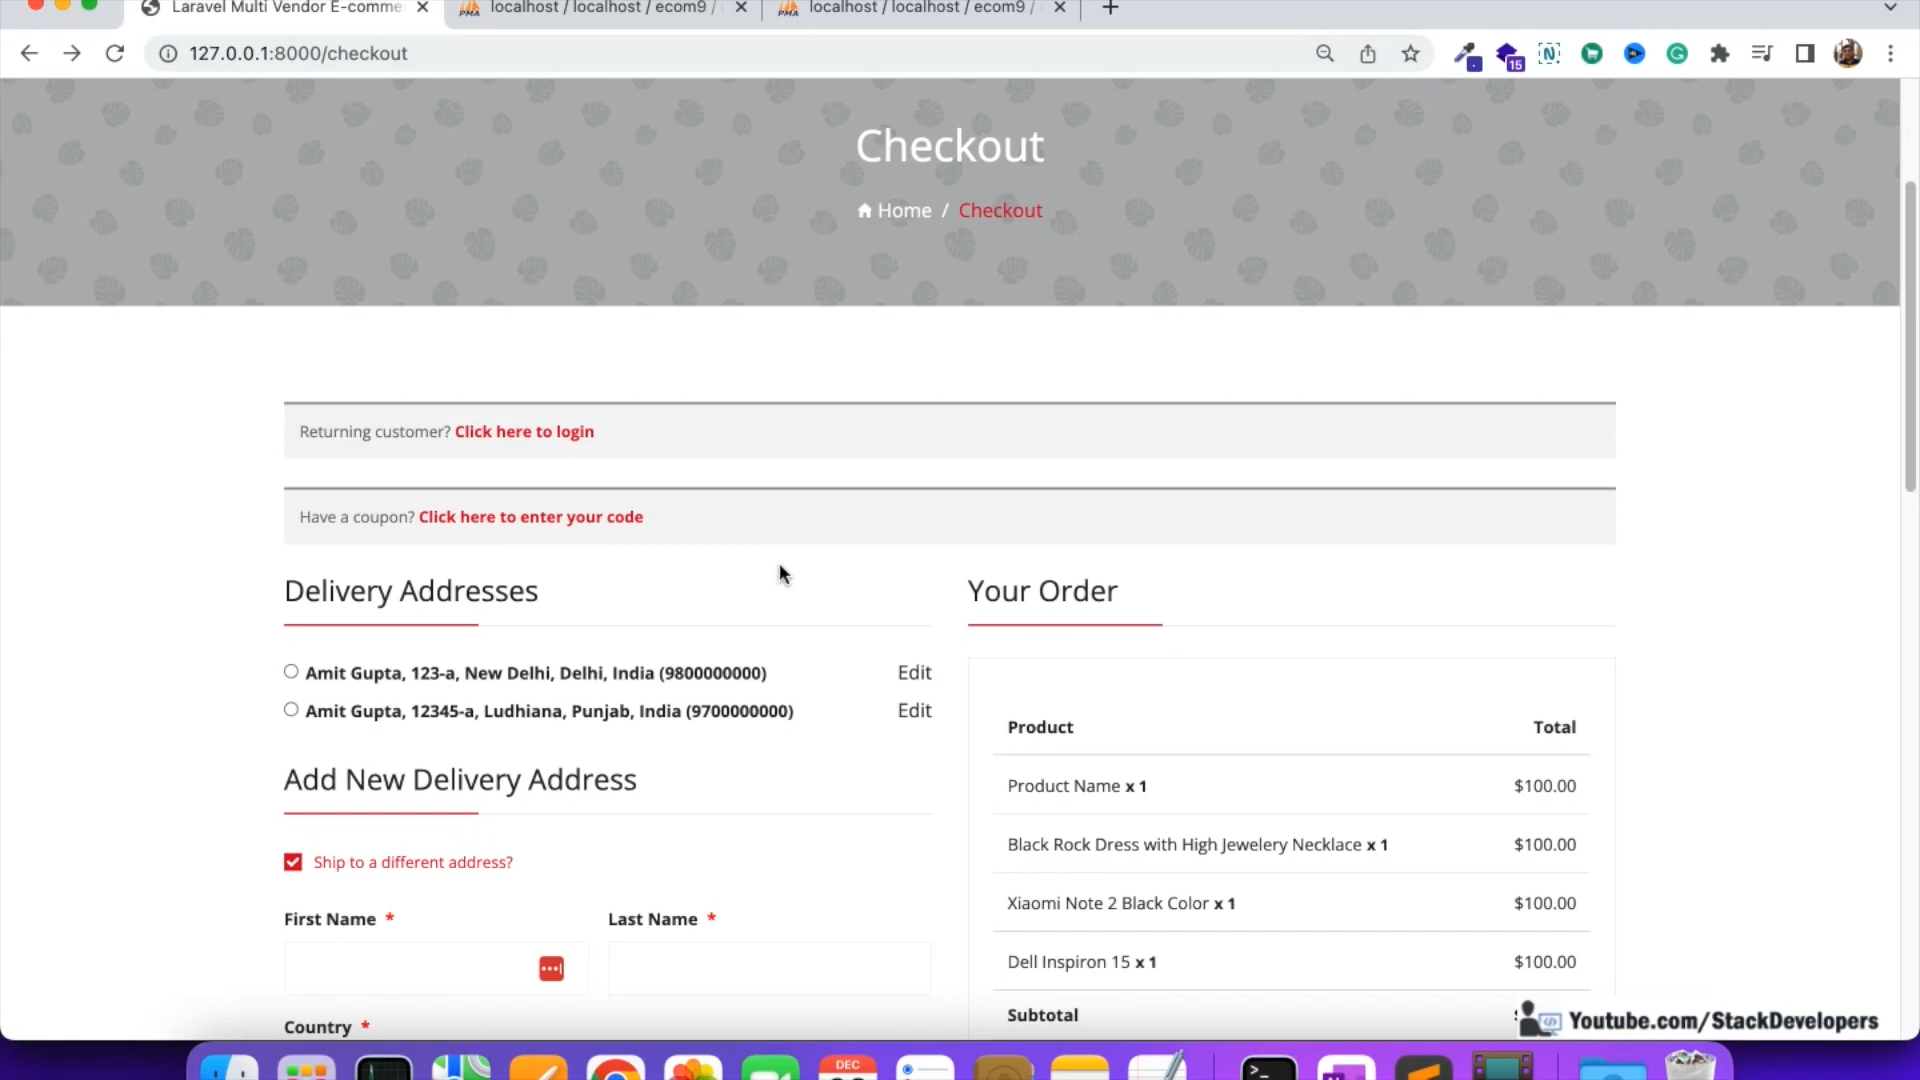 Laravel Multi Vendor E-comme
localhost / localhost / ecom9 /
localhost / localhost / ecom9 /
127.0.0.1:8000/checkout
15
Checkout
Home / Checkout
Returning customer? Click here to login
Have a coupon? Click here to enter your code
Delivery Addresses
Amit Gupta, 123-a, New Delhi, Delhi, India (9800000000) Edit
Amit Gupta, 12345-a, Ludhiana, Punjab, India (9700000000) Edit
Add New Delivery Address
Ship to a different address?
First Name *
Last Name *
Country *
Your Order
Product Total
Product Name x 1 $100.00
Black Rock Dress with High Jewelery Necklace x 1 $100.00
Xiaomi Note 2 Black Color x 1 $100.00
Dell Inspiron 15 x 1 $100.00
Subtotal
Youtube.com/StackDevelopers
DEC